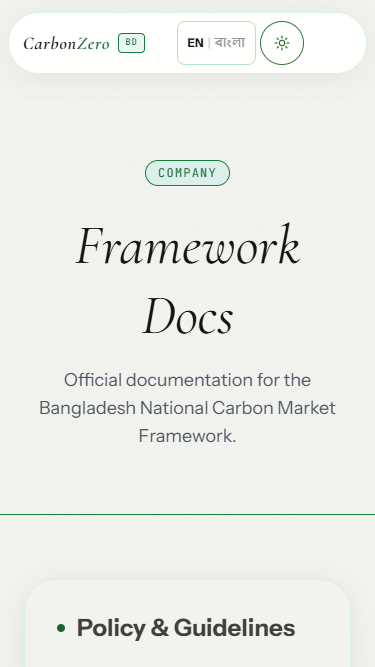 CarbonZero BD EN | বাংলা
COMPANY
Framework
Docs
Official documentation for the
Bangladesh National Carbon Market
Framework.
Policy & Guidelines